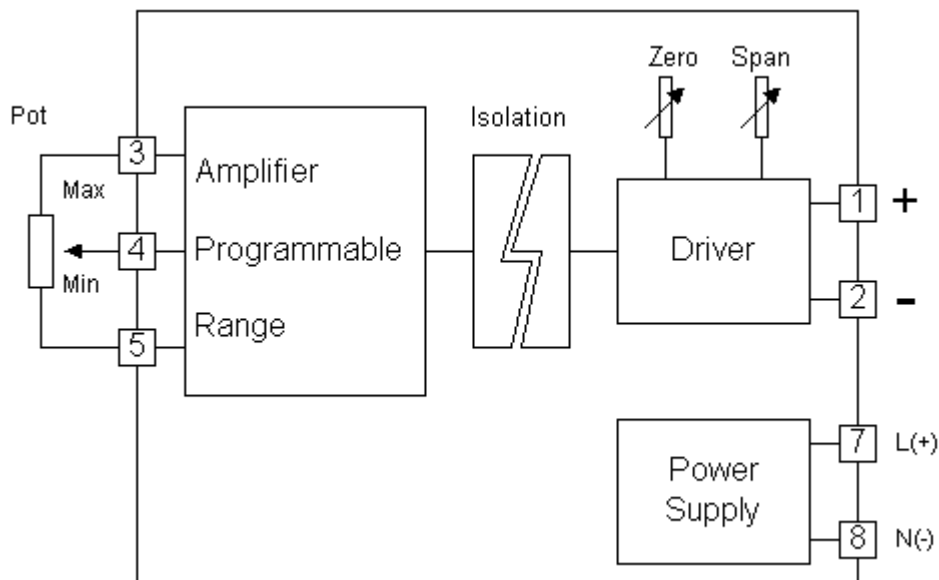 Zero
Span
Pot
Isolation
3
Max
Amplifier
1
+
4
Programmable
Driver
Min
2
-
5
Range
7
L(+)
Power
Supply
8
N(-)